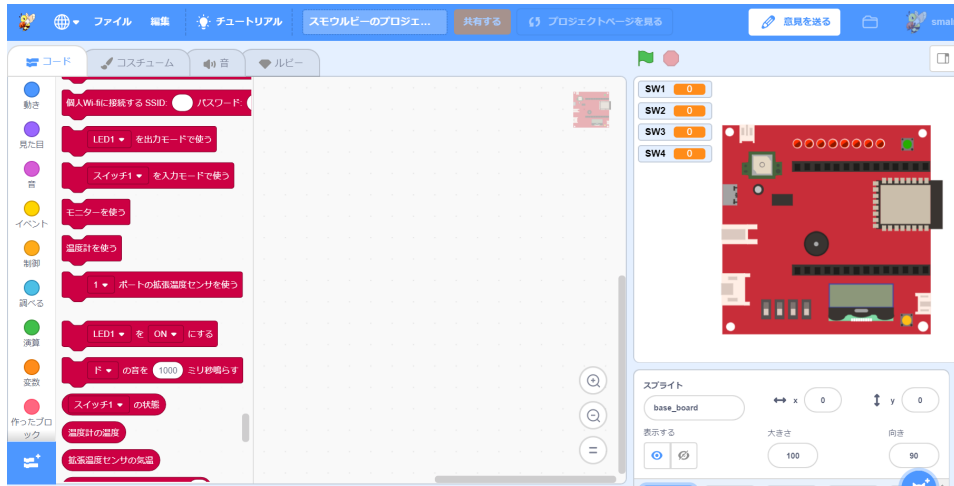 ファイル 編集 チュートリアル スモウルビーのプロジェ... 共有する プロジェクトページを見る 意見を送る smal
コード コスチューム 音 ルビー
動き
見た目
音
イベント
制御
調べる
演算
変数
作ったブロ
ック
個人Wi-fiに接続する SSID: パスワード:
LED1 を出力モードで使う
スイッチ1 を入力モードで使う
モニターを使う
温度計を使う
1 ポートの拡張温度センサを使う
LED1 を ON にする
ド の音を 1000 ミリ秒鳴らす
スイッチ1 の状態
温度計の温度
拡張温度センサの気温
SW1 0
SW2 0
SW3 0
SW4 0
スプライト
base_board x 0 y 0
表示する 大きさ 向き
100 90